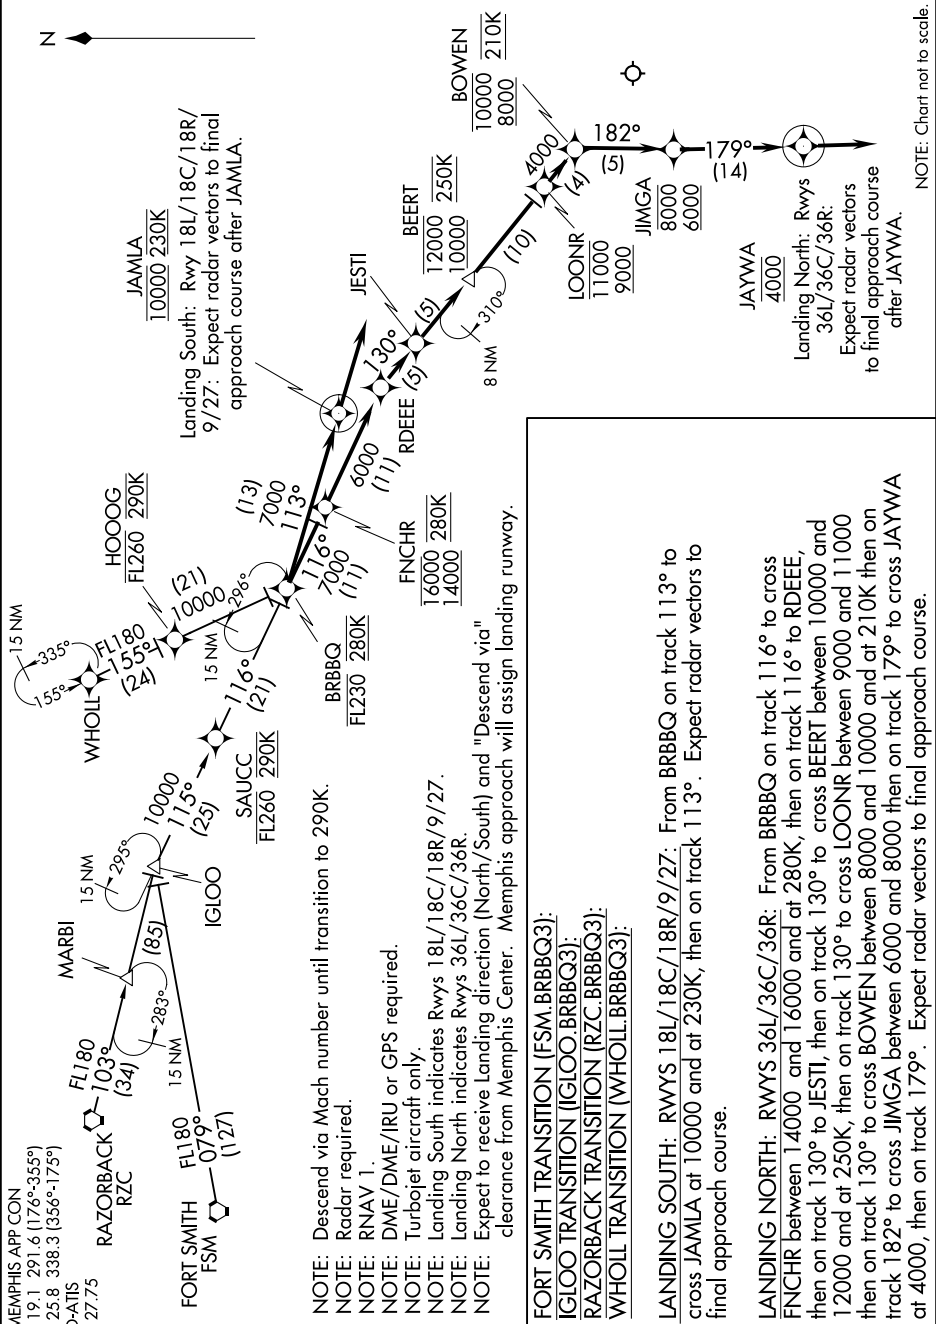 MEMPHIS APP CON
19.1 291.6 (176°-355°)
25.8 338.3 (356°-175°)
D-ATIS
27.75
N
RAZORBACK
RZC
FL180
103°
(34)
MARBI
283°
15 NM
FORT SMITH
FSM
FL180
079°
(127)
(85)
15 NM
295°
IGLOO
10000
115°
(25)
SAUCC
FL260 290K
116°
(21)
15 NM
155°
335°
WHOLL
FL180
155°
(24)
HOOOG
FL260 290K
(21)
10000
15 NM
296°
BRBBQ
FL230 280K
(13)
7000
113°
116°
7000
(11)
FNCHR
16000 280K
14000
6000
(11)
RDEEE
JAMLA
10000 230K
Landing South: Rwy 18L/18C/18R/
9/27: Expect radar vectors to final
approach course after JAMLA.
130°
(5)
JESTI
(5)
BEERT
12000 250K
10000
310°
8 NM
(10)
LOONR
11000
9000
4000
(4)
BOWEN
10000 210K
8000
182°
(5)
JIMGA
8000
6000
179°
(14)
JAYWA
4000
Landing North: Rwys
36L/36C/36R:
Expect radar vectors
to final approach course
after JAYWA.
NOTE: Chart not to scale.
NOTE: Descend via Mach number until transition to 290K.
NOTE: Radar required.
NOTE: RNAV 1.
NOTE: DME/DME/IRU or GPS required.
NOTE: Turbojet aircraft only.
NOTE: Landing South indicates Rwys 18L/18C/18R/9/27.
NOTE: Landing North indicates Rwys 36L/36C/36R.
NOTE: Expect to receive Landing direction (North/South) and "Descend via"
clearance from Memphis Center. Memphis approach will assign landing runway.
FORT SMITH TRANSITION (FSM.BRBBQ3):
IGLOO TRANSITION (IGLOO.BRBBQ3):
RAZORBACK TRANSITION (RZC.BRBBQ3):
WHOLL TRANSITION (WHOLL.BRBBQ3):
LANDING SOUTH: RWYS 18L/18C/18R/9/27: From BRBBQ on track 113° to
cross JAMLA at 10000 and at 230K, then on track 113°. Expect radar vectors to
final approach course.
LANDING NORTH: RWYS 36L/36C/36R: From BRBBQ on track 116° to cross
FNCHR between 14000 and 16000 and at 280K, then on track 116° to RDEEE,
then on track 130° to JESTI, then on track 130° to cross BEERT between 10000 and
12000 and at 250K, then on track 130° to cross LOONR between 9000 and 11000
then on track 130° to cross BOWEN between 8000 and 10000 and at 210K then on
track 182° to cross JIMGA between 6000 and 8000 then on track 179° to cross JAYWA
at 4000, then on track 179°. Expect radar vectors to final approach course.